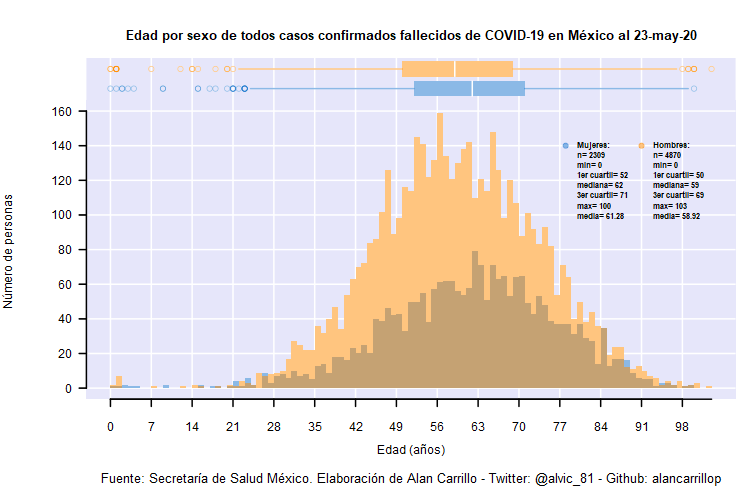 Edad por sexo de todos casos confirmados fallecidos de COVID-19 en México al 23-may-20
160
140
120
100
80
60
40
20
0
Número de personas
Mujeres:
n= 2309
min= 0
1er cuartil= 52
mediana= 62
3er cuartil= 71
max= 100
media= 61.28
Hombres:
n= 4870
min= 0
1er cuartil= 50
mediana= 59
3er cuartil= 69
max= 103
media= 58.92
0 7 14 21 28 35 42 49 56 63 70 77 84 91 98
Edad (años)
Fuente: Secretaría de Salud México. Elaboración de Alan Carrillo - Twitter: @alvic_81 - Github: alancarrillop